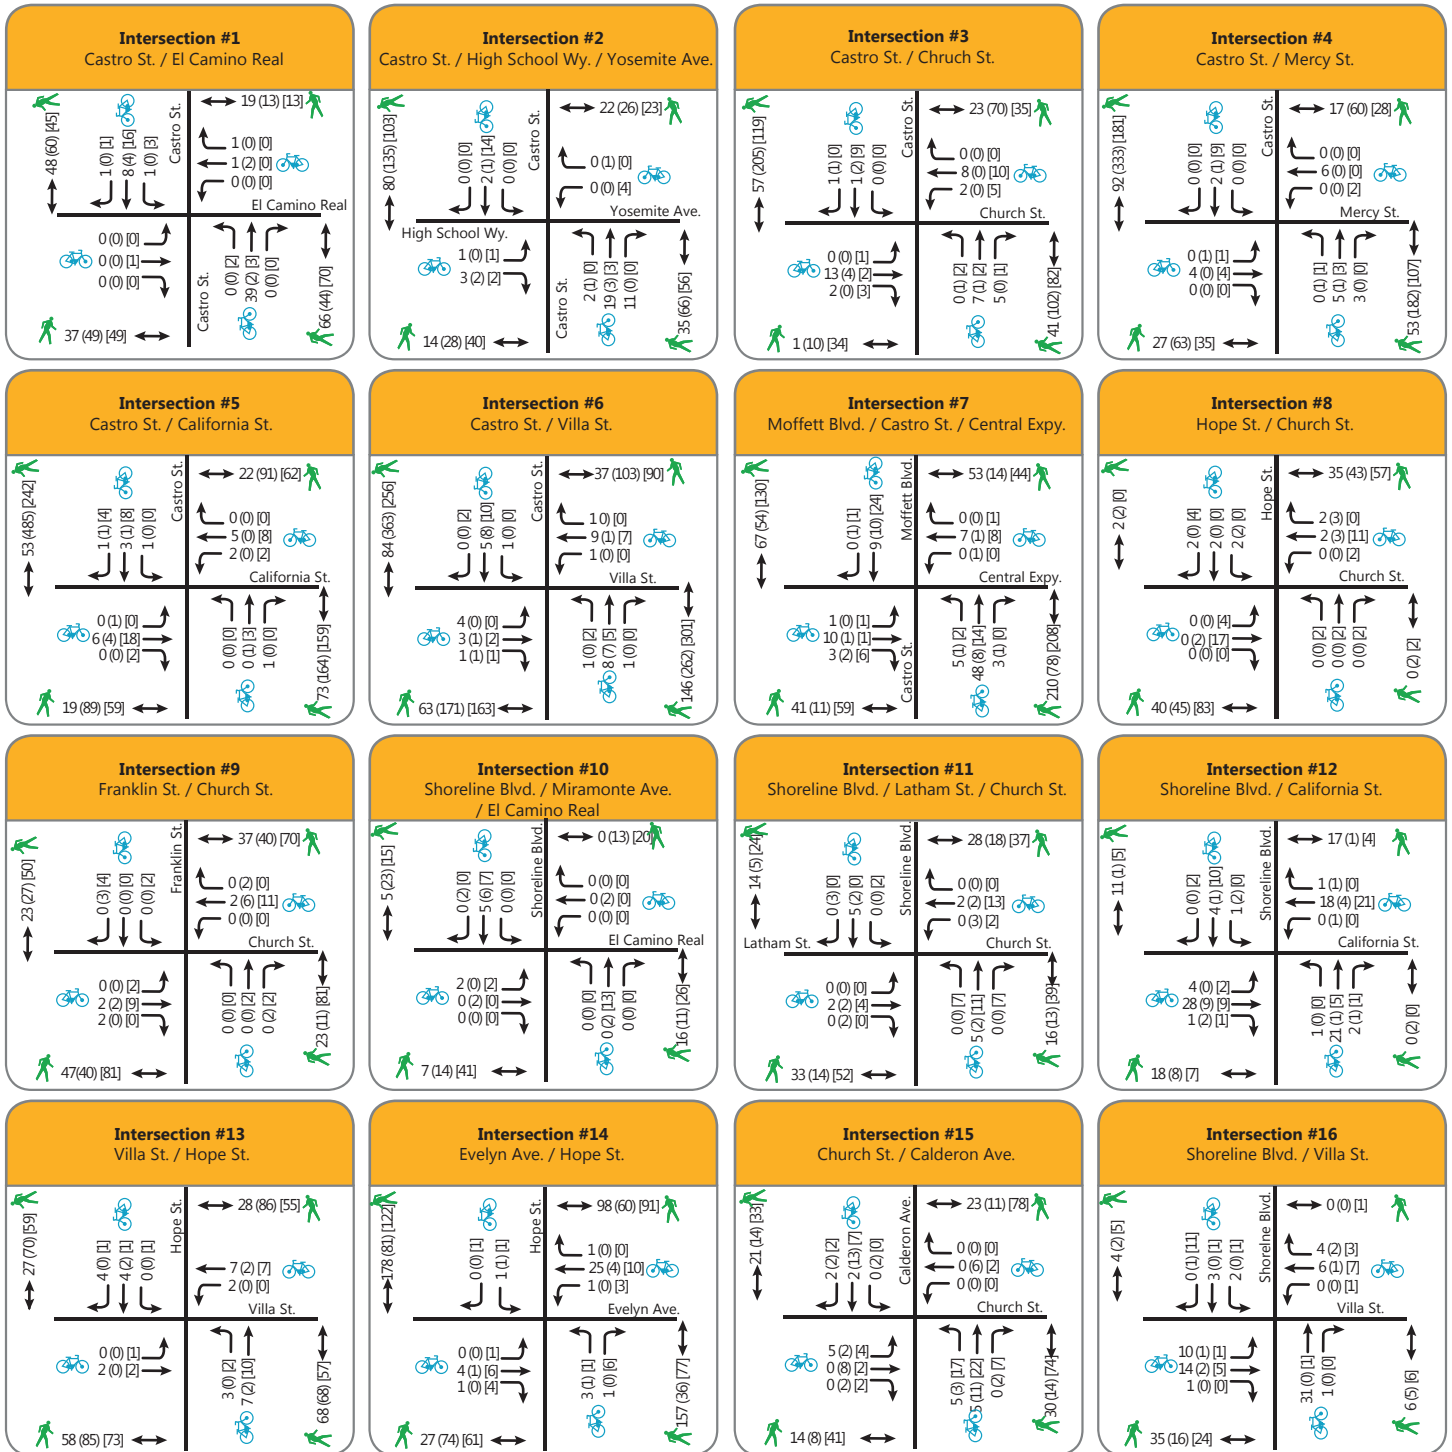 Intersection #1
Castro St. / El Camino Real
48 (60) [45]
1 (0) [1]
8 (4) [16]
1 (0) [3]
Castro St.
19 (13) [13]
1 (0) [0]
1 (2) [0]
0 (0) [0]
El Camino Real
0 (0) [0]
0 (0) [1]
0 (0) [0]
Castro St.
0 (0) [2]
39 (2) [3]
0 (0) [0]
66 (44) [70]
37 (49) [49]
Intersection #2
Castro St. / High School Wy. / Yosemite Ave.
80 (135) [103]
0 (0) [0]
2 (1) [14]
0 (0) [0]
Castro St.
22 (26) [23]
0 (1) [0]
0 (0) [4]
Yosemite Ave.
High School Wy.
1 (0) [1]
3 (2) [2]
Castro St.
2 (1) [0]
19 (3) [3]
11 (0) [0]
35 (66) [56]
14 (28) [40]
Intersection #3
Castro St. / Chruch St.
57 (205) [119]
1 (1) [0]
1 (2) [9]
0 (0) [0]
Castro St.
23 (70) [35]
0 (0) [0]
8 (0) [10]
2 (0) [5]
Church St.
0 (0) [1]
13 (4) [2]
2 (0) [3]
0 (1) [2]
7 (1) [2]
5 (0) [1]
41 (102) [82]
1 (10) [34]
Intersection #4
Castro St. / Mercy St.
92 (333) [181]
0 (0) [0]
2 (1) [9]
0 (0) [0]
Castro St.
17 (60) [28]
0 (0) [0]
6 (0) [0]
0 (0) [2]
Mercy St.
0 (1) [1]
4 (0) [4]
0 (0) [0]
0 (1) [1]
5 (1) [3]
3 (0) [0]
53 (182) [107]
27 (63) [35]
Intersection #5
Castro St. / California St.
53 (485) [242]
1 (1) [4]
3 (1) [8]
1 (0) [0]
Castro St.
22 (91) [62]
0 (0) [0]
5 (0) [8]
2 (0) [2]
California St.
0 (1) [0]
6 (4) [18]
0 (0) [2]
0 (0) [0]
0 (1) [3]
1 (0) [0]
73 (164) [159]
19 (89) [59]
Intersection #6
Castro St. / Villa St.
84 (363) [256]
0 (0) [2]
5 (8) [10]
1 (0) [0]
Castro St.
37 (103) [90]
1 0) [0]
9 (1) [7]
1 (0) [0]
Villa St.
4 (0) [0]
3 (1) [2]
1 (1) [1]
1 (0) [2]
8 (7) [5]
1 (0) [0]
146 (262) [301]
63 (171) [163]
Intersection #7
Moffett Blvd. / Castro St. / Central Expy.
67 (54) [130]
0 (1) [1]
9 (10) [24]
Moffett Blvd.
53 (14) [44]
0 (0) [1]
7 (1) [8]
0 (1) [0]
Central Expy.
1 (0) [1]
10 (1) [1]
3 (2) [6]
Castro St.
5 (1) [2]
48 (8) [14]
3 (1) [0]
210 (78) [208]
41 (11) [59]
Intersection #8
Hope St. / Church St.
2 (2) [0]
2 (0) [4]
2 (0) [0]
2 (2) [0]
Hope St.
35 (43) [57]
2 (3) [0]
2 (3) [11]
0 (0) [2]
Church St.
0 (0) [4]
0 (2) [17]
0 (0) [0]
0 (0) [2]
0 (0) [2]
0 (0) [2]
0 (2) [2]
40 (45) [83]
Intersection #9
Franklin St. / Church St.
23 (27) [50]
0 (3) [4]
0 (0) [0]
0 (0) [2]
Franklin St.
37 (40) [70]
0 (2) [0]
2 (6) [11]
0 (0) [0]
Church St.
0 (0) [2]
2 (2) [9]
2 (0) [0]
0 (0) [0]
0 (0) [2]
0 (2) [2]
23 (11) [81]
47(40) [81]
Intersection #10
Shoreline Blvd. / Miramonte Ave.
/ El Camino Real
5 (23) [15]
0 (2) [0]
5 (6) [7]
0 (0) [0]
Shoreline Blvd.
0 (13) [20]
0 (0) [0]
0 (2) [0]
0 (0) [0]
El Camino Real
2 (0) [2]
0 (2) [0]
0 (0) [0]
0 (0) [0]
0 (2) [13]
0 (0) [0]
16 (11) [26]
7 (14) [41]
Intersection #11
Shoreline Blvd. / Latham St. / Church St.
14 (5) [24]
0 (3) [0]
5 (2) [0]
0 (0) [2]
Shoreline Blvd.
28 (18) [37]
0 (0) [0]
2 (2) [13]
0 (3) [2]
Latham St.
Church St.
0 (0) [0]
2 (2) [4]
0 (2) [0]
0 (0) [7]
5 (2) [11]
0 (0) [7]
16 (13) [39]
33 (14) [52]
Intersection #12
Shoreline Blvd. / California St.
11 (1) [5]
0 (0) [2]
4 (1) [10]
1 (2) [0]
Shoreline Blvd.
17 (1) [4]
1 (1) [0]
18 (4) [21]
0 (1) [0]
California St.
4 (0) [2]
28 (9) [9]
1 (2) [1]
1 (0) [0]
21 (1) [5]
2 (1) [1]
0 (2) [0]
18 (8) [7]
Intersection #13
Villa St. / Hope St.
27 (70) [59]
4 (0) [1]
4 (2) [1]
0 (0) [1]
Hope St.
28 (86) [55]
7 (2) [7]
2 (0) [0]
Villa St.
0 (0) [1]
2 (0) [2]
3 (0) [2]
7 (2) [10]
68 (68) [57]
58 (85) [73]
Intersection #14
Evelyn Ave. / Hope St.
178 (81) [122]
0 (0) [1]
1 (1) [1]
Hope St.
98 (60) [91]
1 (0) [0]
25 (4) [10]
1 (0) [3]
Evelyn Ave.
0 (0) [1]
4 (1) [6]
1 (0) [4]
3 (1) [1]
1 (0) [6]
157 (36) [77]
27 (74) [61]
Intersection #15
Church St. / Calderon Ave.
21 (14) [33]
2 (2) [2]
2 (13) [7]
0 (2) [0]
Calderon Ave.
23 (11) [78]
0 (0) [0]
0 (6) [2]
0 (0) [0]
Church St.
5 (2) [4]
0 (8) [2]
0 (2) [2]
5 (3) [17]
5 (11) [22]
0 (2) [7]
30 (14) [74]
14 (8) [41]
Intersection #16
Shoreline Blvd. / Villa St.
4 (2) [5]
0 (1) [11]
3 (0) [1]
2 (0) [1]
Shorelne Blvd.
0 (0) [1]
4 (2) [3]
6 (1) [7]
0 (0) [1]
Villa St.
10 (1) [1]
14 (2) [5]
1 (0) [0]
31 (0) [1]
1 (0) [0]
6 (5) [6]
35 (16) [24]